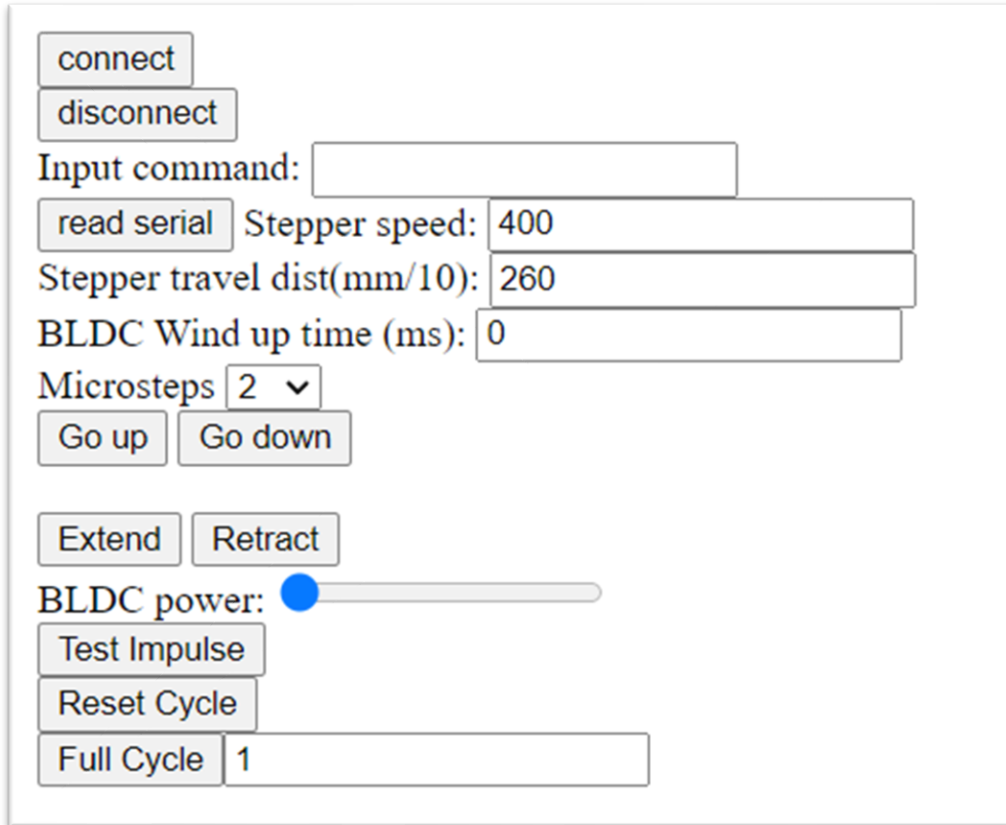 connect
disconnect
Input command:
read serial Stepper speed: 400
Stepper travel dist(mm/10): 260
BLDC Wind up time (ms): 0
Microsteps 2
Go up Go down
Extend Retract
BLDC power:
Test Impulse
Reset Cycle
Full Cycle 1